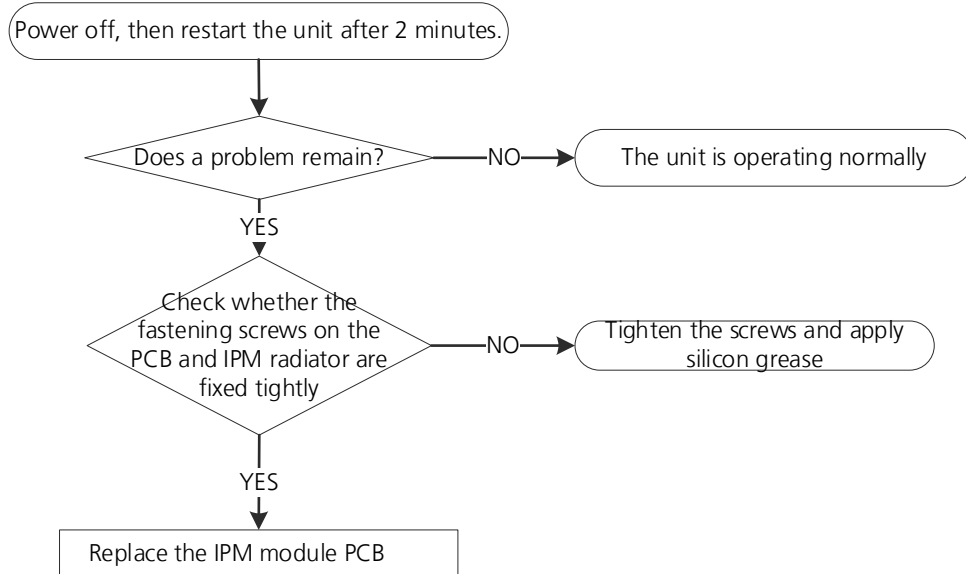 Power off, then restart the unit after 2 minutes.
Does a problem remain?
NO
The unit is operating normally
YES
Check whether the
fastening screws on the
PCB and IPM radiator are
fixed tightly
NO
Tighten the screws and apply
silicon grease
YES
Replace the IPM module PCB